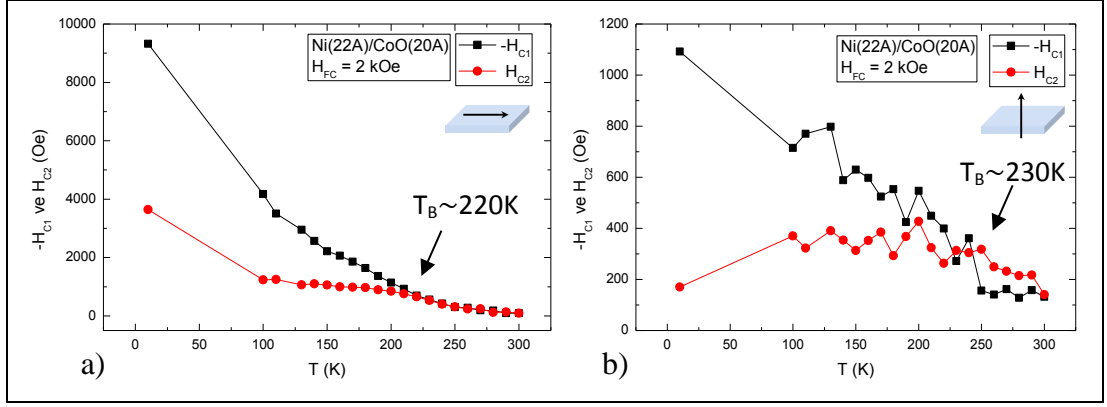 Ni(22A)/CoO(20A)
H_FC = 2 kOe
-H_C1
H_C2
T_B~220K
-H_C1 ve H_C2 (Oe)
10000
8000
6000
4000
2000
0
0 50 100 150 200 250 300
T (K)
a)
Ni(22A)/CoO(20A)
H_FC = 2 kOe
-H_C1
H_C2
T_B~230K
-H_C1 ve H_C2 (Oe)
1200
1000
800
600
400
200
0
0 50 100 150 200 250 300
T (K)
b)